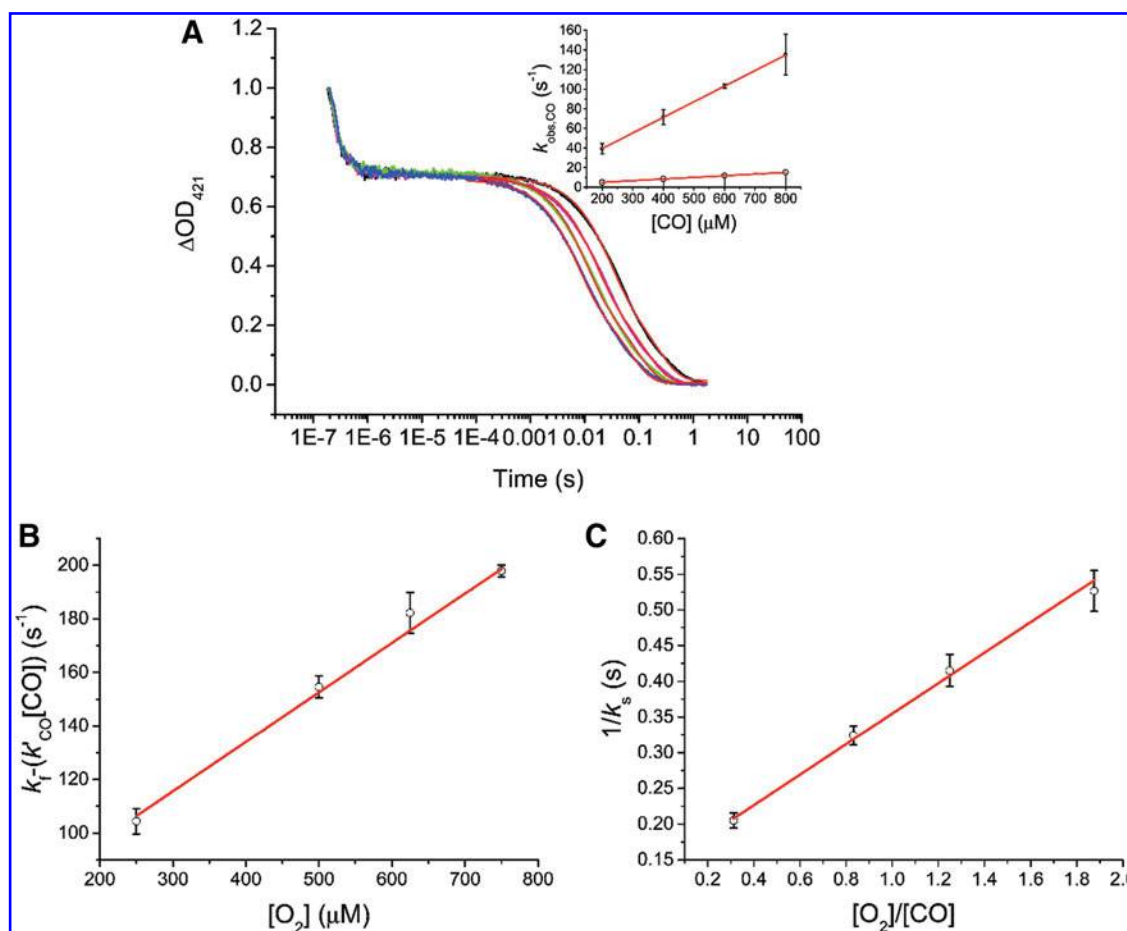 A
1.2
1.0
0.8
0.6
0.4
0.2
0.0
ΔOD421
1E-7 1E-6 1E-5 1E-4 0.001 0.01 0.1 1 10 100
Time (s)
160
140
120
100
80
60
40
20
0
kobs,CO (s-1)
200 300 400 500 600 700 800
[CO] (μM)
B
200
180
160
140
120
100
kf-(k'CO[CO]) (s-1)
200 300 400 500 600 700 800
[O2] (μM)
C
0.60
0.55
0.50
0.45
0.40
0.35
0.30
0.25
0.20
0.15
1/ks (s)
0.2 0.4 0.6 0.8 1.0 1.2 1.4 1.6 1.8 2.0
[O2]/[CO]